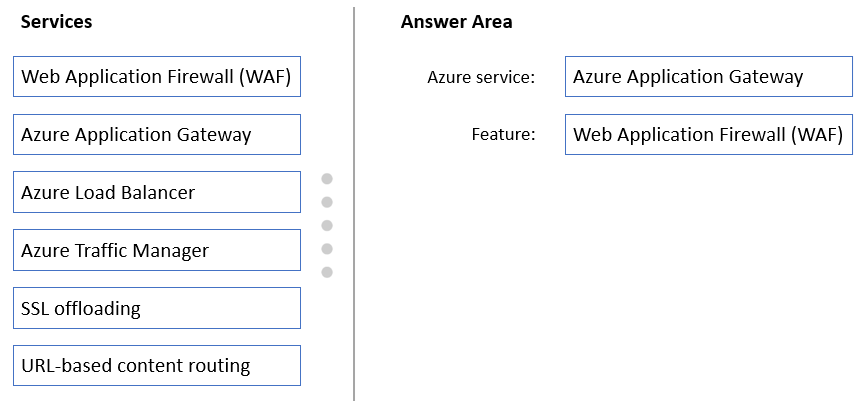 Services
Web Application Firewall (WAF)
Azure Application Gateway
Azure Load Balancer
Azure Traffic Manager
SSL offloading
URL-based content routing
Answer Area
Azure service: Azure Application Gateway
Feature: Web Application Firewall (WAF)